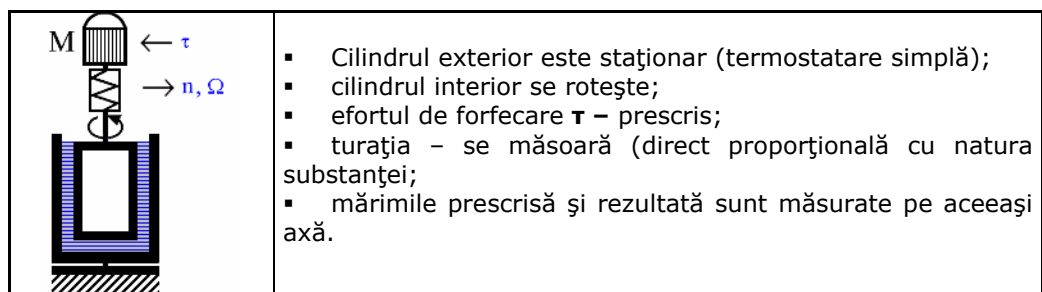 M ← τ
→ n, Ω
▪ Cilindrul exterior este staţionar (termostatare simplă);
▪ cilindrul interior se roteşte;
▪ efortul de forfecare τ – prescris;
▪ turaţia – se măsoară (direct proporţională cu natura
substanţei;
▪ mărimile prescrisă şi rezultată sunt măsurate pe aceeaşi
axă.